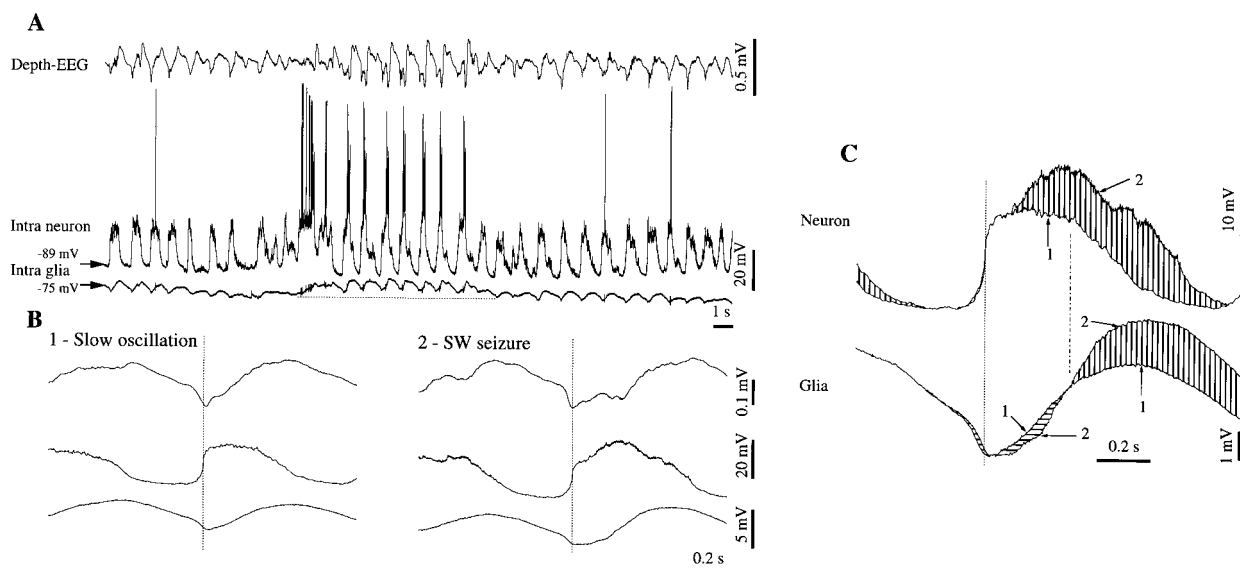 A
Depth-EEG
0.5 mV
Intra neuron
-89 mV
Intra glia
-75 mV
20 mV
1 s
B
1 - Slow oscillation
2 - SW seizure
0.1 mV
20 mV
5 mV
0.2 s
C
Neuron
2
1
10 mV
Glia
2
1
1
2
0.2 s
1 mV